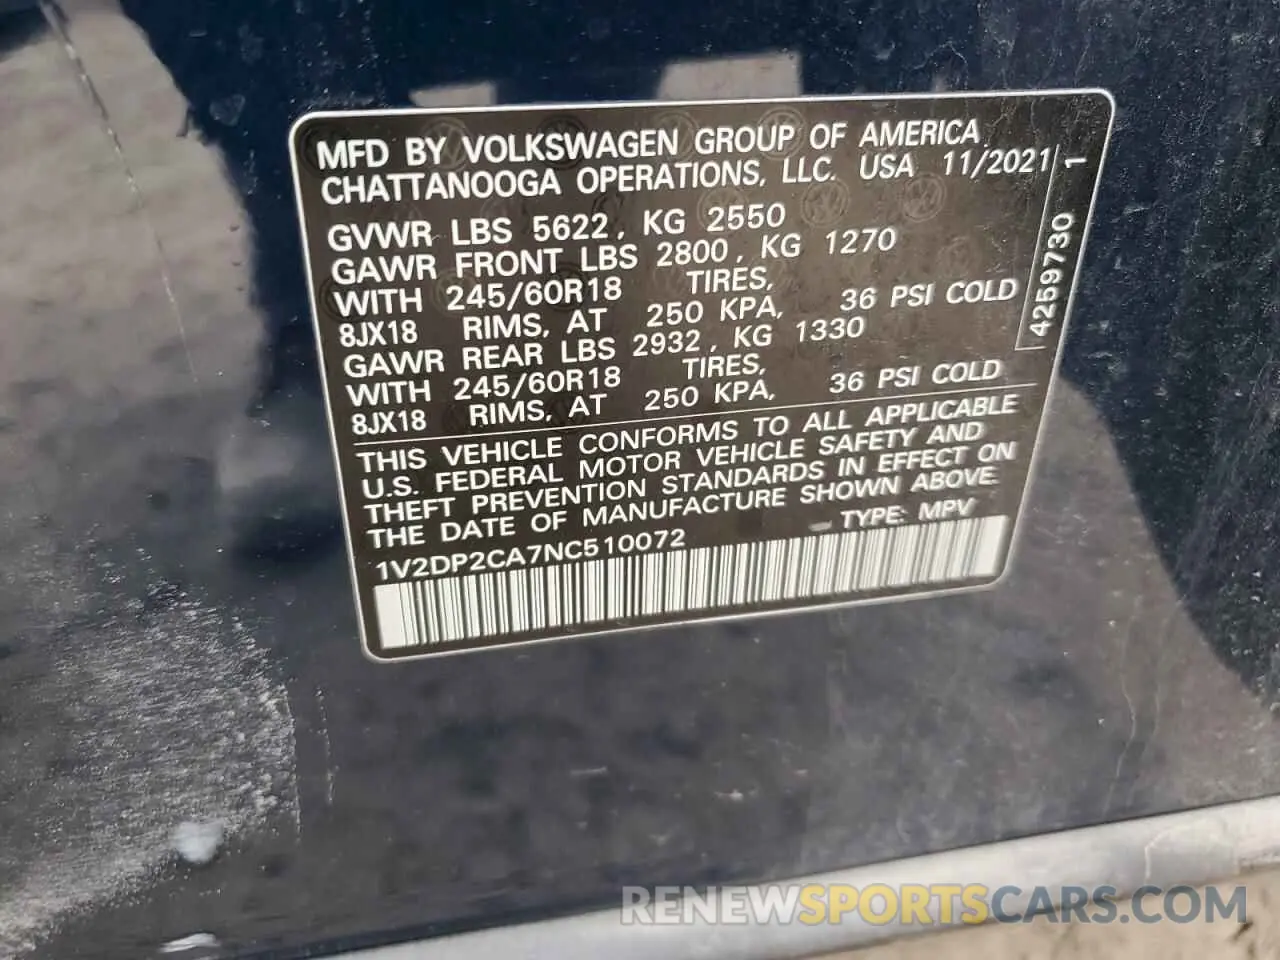 MFD BY VOLKSWAGEN GROUP OF AMERICA
CHATTANOOGA OPERATIONS, LLC. USA 11/2021
GVWR LBS 5622, KG 2550
GAWR FRONT LBS 2800, KG 1270
WITH 245/60R18 TIRES,
8JX18 RIMS, AT 250 KPA, 36 PSI COLD
GAWR REAR LBS 2932, KG 1330
WITH 245/60R18 TIRES,
8JX18 RIMS, AT 250 KPA, 36 PSI COLD
THIS VEHICLE CONFORMS TO ALL APPLICABLE
U.S. FEDERAL MOTOR VEHICLE SAFETY AND
THEFT PREVENTION STANDARDS IN EFFECT ON
THE DATE OF MANUFACTURE SHOWN ABOVE.
1V2DP2CA7NC510072 TYPE: MPV
4259730 1
RENEWSPORTSCARS.COM